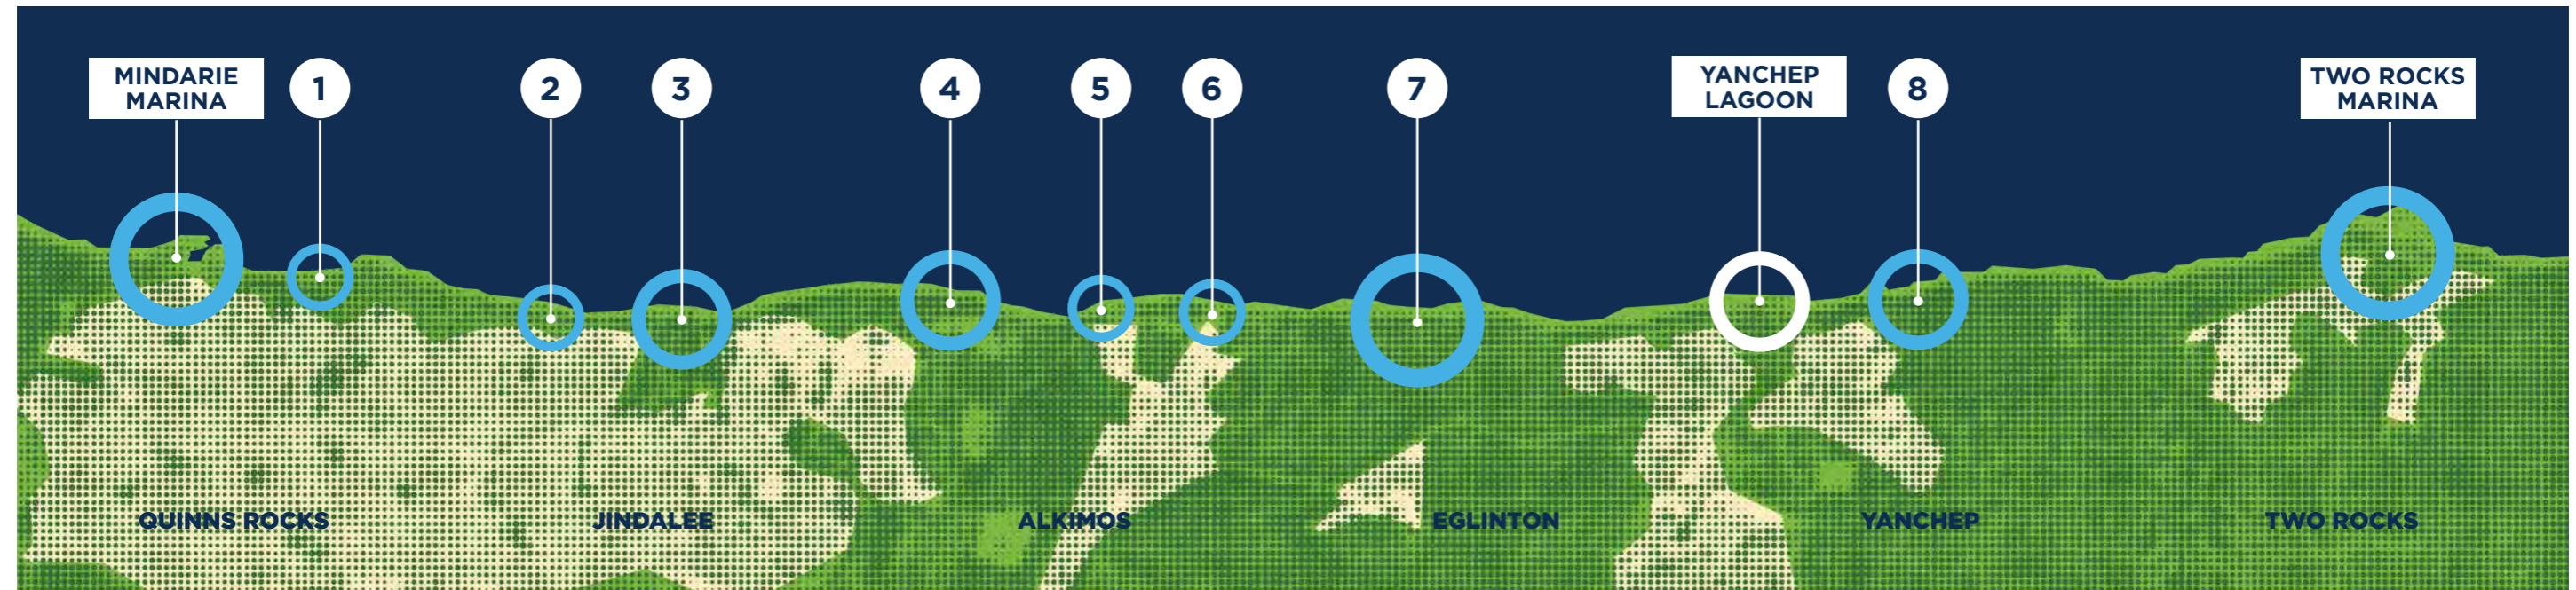 MINDARIE
MARINA
1
2
3
4
5
6
7
YANCHEP
LAGOON
8
TWO ROCKS
MARINA
QUINNS ROCKS
JINDALEE
ALKIMOS
EGLINTON
YANCHEP
TWO ROCKS